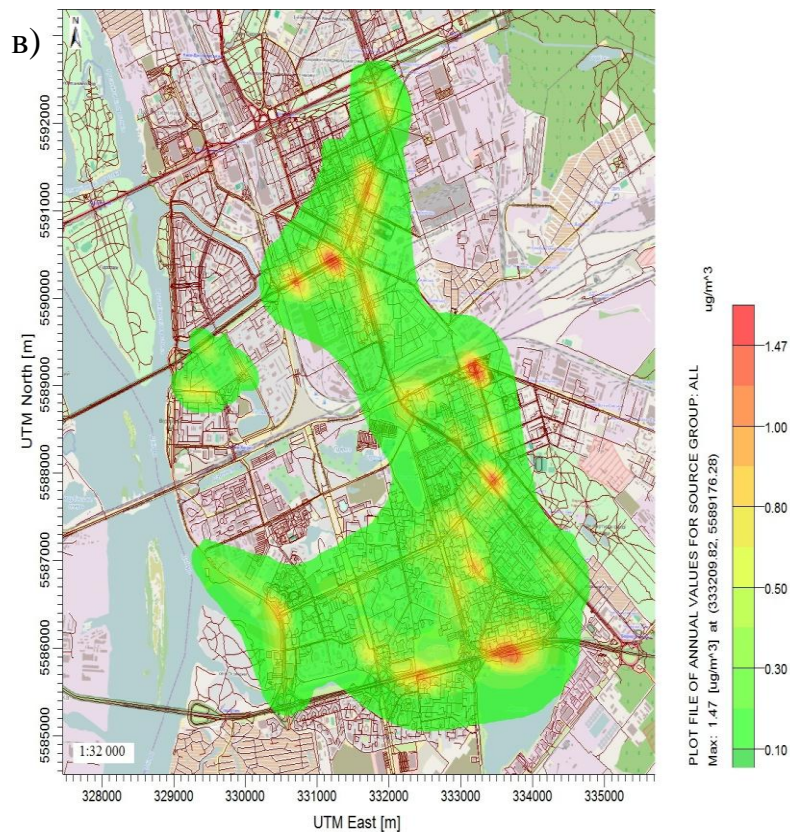 в)
N
5592000
5591000
5590000
5589000
5588000
5587000
5586000
5585000
UTM North [m]
1:32 000
328000 329000 330000 331000 332000 333000 334000 335000
UTM East [m]
PLOT FILE OF ANNUAL VALUES FOR SOURCE GROUP: ALL
Max: 1.47 [ug/m^3] at (333209.82, 5589176.28)
ug/m^3
1.47
1.00
0.80
0.50
0.30
0.10